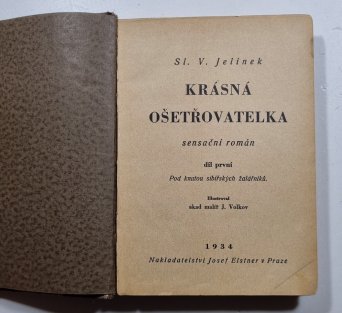 Sl. V. Jelínek
KRÁSNÁ
OŠETŘOVATELKA
sensační román
díl první
Pod knutou sibiřských žalářníků.
Illustroval
akad malíř J. Volkov
1934
Nakladatelství Josef Elstner v Praze